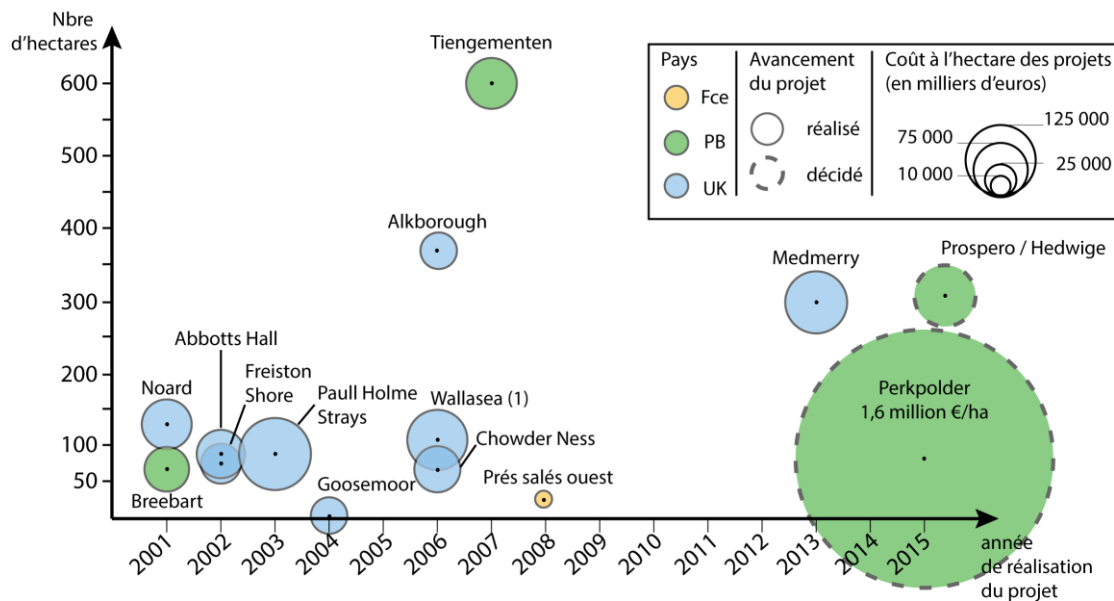 Nbre
d'hectares
600
500
400
300
200
100
50
Tiengementen
Alkborough
Abbotts Hall
Freiston
Shore
Noard
Paull Holme
Strays
Wallasea (1)
Chowder Ness
Breebart
Goosemoor
Prés salés ouest
Medmerry
Prospero / Hedwige
Perkpolder
1,6 million €/ha
2001
2002
2003
2004
2005
2006
2007
2008
2009
2010
2011
2012
2013
2014
2015
année
de réalisation
du projet
Pays
Fce
PB
UK
Avancement
du projet
réalisé
décidé
Coût à l'hectare des projets
(en milliers d'euros)
125 000
75 000
25 000
10 000